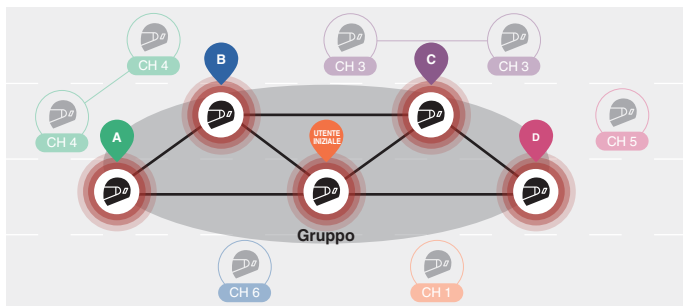 CH 4
B
C
CH 3
CH 3
CH 4
A
UTENTE
INIZIALE
D
CH 5
Gruppo
CH 6
CH 1